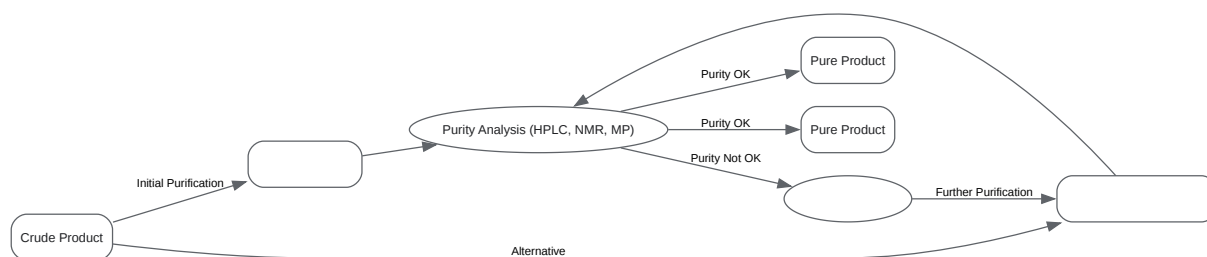 Pure Product
Purity OK
Purity Analysis (HPLC, NMR, MP)
Purity OK
Pure Product
Purity Not OK
Initial Purification
Further Purification
Crude Product
Alternative